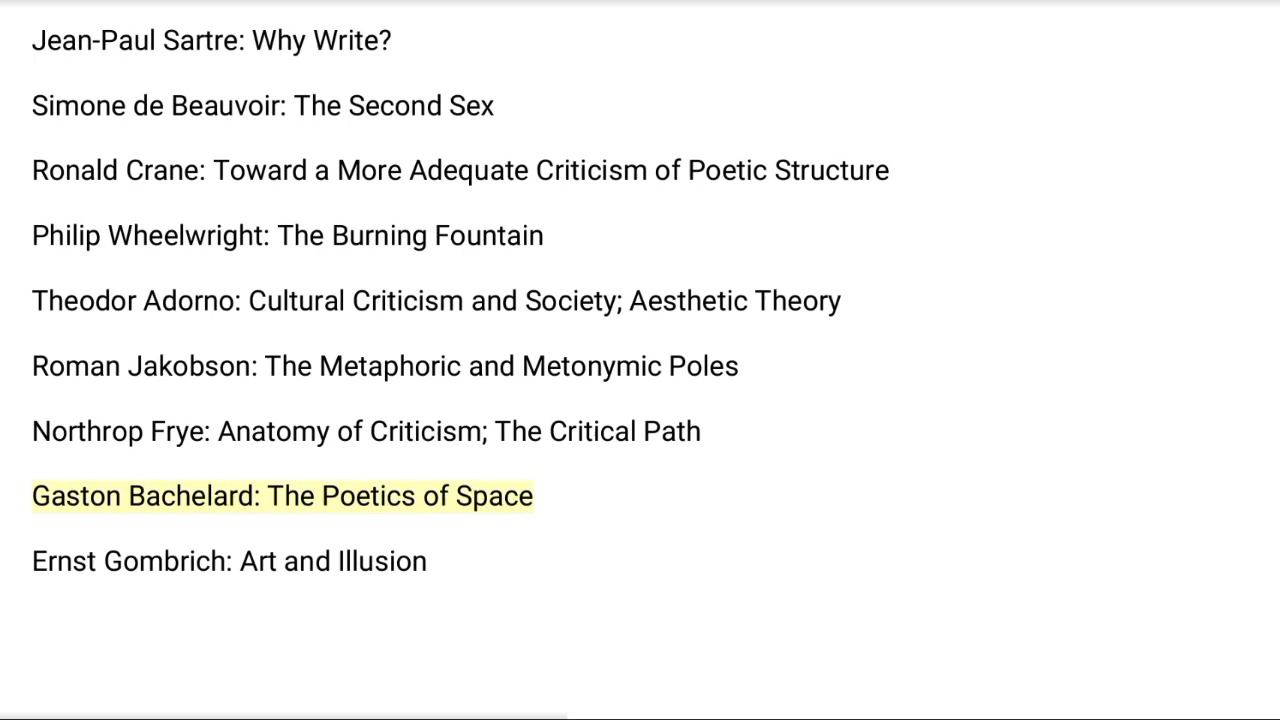 Jean-Paul Sartre: Why Write?
Simone de Beauvoir: The Second Sex
Ronald Crane: Toward a More Adequate Criticism of Poetic Structure
Philip Wheelwright: The Burning Fountain
Theodor Adorno: Cultural Criticism and Society; Aesthetic Theory
Roman Jakobson: The Metaphoric and Metonymic Poles
Northrop Frye: Anatomy of Criticism; The Critical Path
Gaston Bachelard: The Poetics of Space
Ernst Gombrich: Art and Illusion